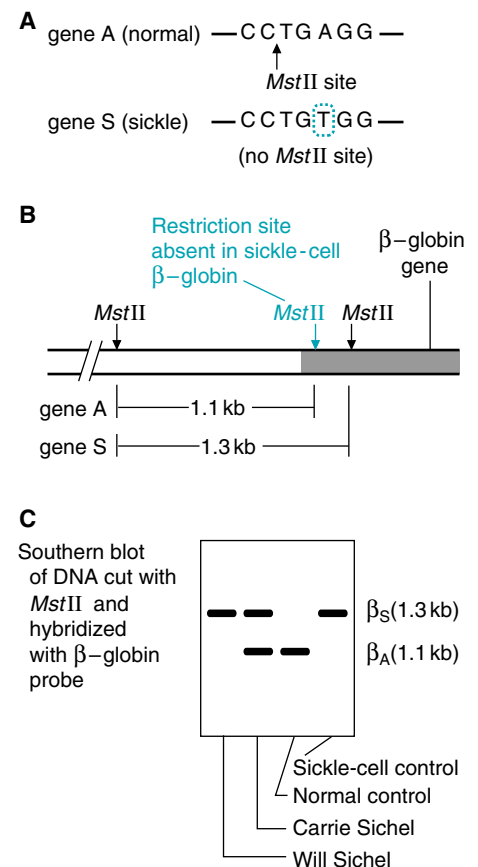 A
gene A (normal) — C C T G A G G —
MstII site
gene S (sickle) — C C T G T G G —
(no MstII site)
B
Restriction site
absent in sickle-cell
β–globin
β–globin
gene
MstII MstII MstII
gene A 1.1 kb
gene S 1.3 kb
C
Southern blot
of DNA cut with
MstII and
hybridized
with β–globin
probe
βS(1.3 kb)
βA(1.1 kb)
Sickle-cell control
Normal control
Carrie Sichel
Will Sichel